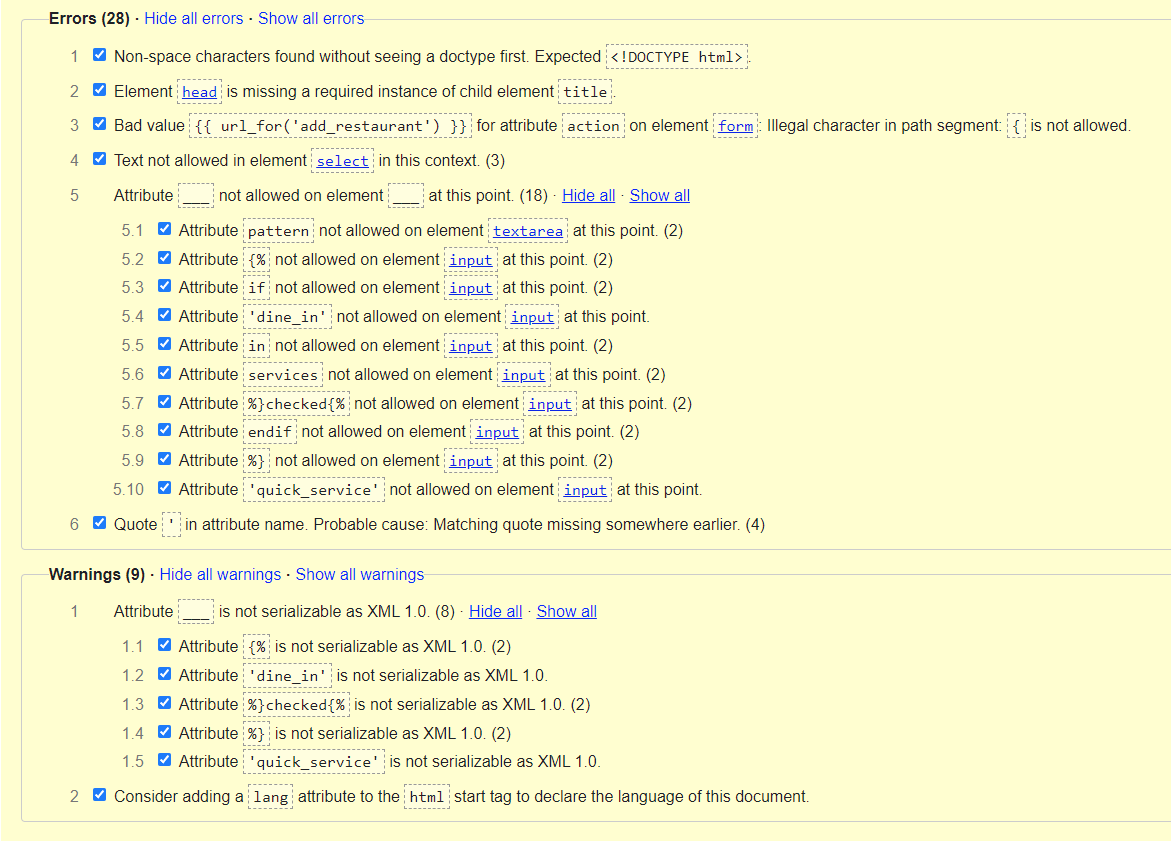 Errors (28) · Hide all errors · Show all errors
1 Non-space characters found without seeing a doctype first. Expected <!DOCTYPE html>.
2 Element head is missing a required instance of child element title.
3 Bad value {{ url_for('add_restaurant') }} for attribute action on element form: Illegal character in path segment: { is not allowed.
4 Text not allowed in element select in this context. (3)
5 Attribute ___ not allowed on element ___ at this point. (18) · Hide all · Show all
5.1 Attribute pattern not allowed on element textarea at this point. (2)
5.2 Attribute {% not allowed on element input at this point. (2)
5.3 Attribute if not allowed on element input at this point. (2)
5.4 Attribute 'dine_in' not allowed on element input at this point.
5.5 Attribute in not allowed on element input at this point. (2)
5.6 Attribute services not allowed on element input at this point. (2)
5.7 Attribute %}checked{% not allowed on element input at this point. (2)
5.8 Attribute endif not allowed on element input at this point. (2)
5.9 Attribute %} not allowed on element input at this point. (2)
5.10 Attribute 'quick_service' not allowed on element input at this point.
6 Quote ' in attribute name. Probable cause: Matching quote missing somewhere earlier. (4)
Warnings (9) · Hide all warnings · Show all warnings
1 Attribute ___ is not serializable as XML 1.0. (8) · Hide all · Show all
1.1 Attribute {% is not serializable as XML 1.0. (2)
1.2 Attribute 'dine_in' is not serializable as XML 1.0.
1.3 Attribute %}checked{% is not serializable as XML 1.0. (2)
1.4 Attribute %} is not serializable as XML 1.0. (2)
1.5 Attribute 'quick_service' is not serializable as XML 1.0.
2 Consider adding a lang attribute to the html start tag to declare the language of this document.